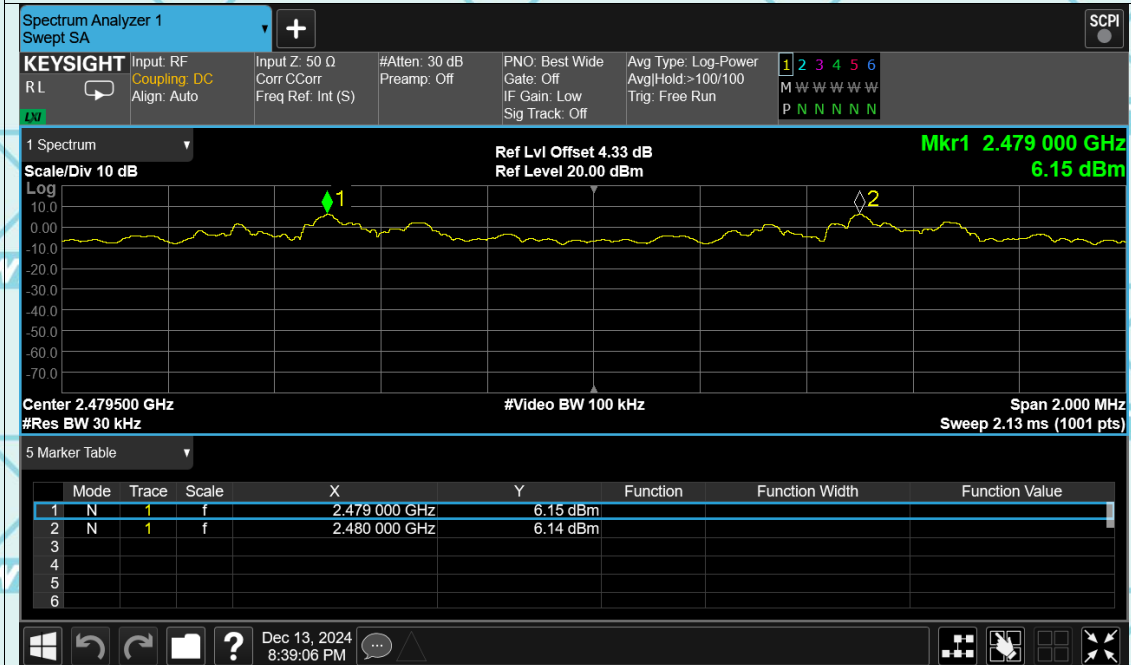 Spectrum Analyzer 1
Swept SA
+
SCPI
KEYSIGHT
R L
LXI
Input: RF
Coupling: DC
Align: Auto
Input Z: 50 Ω
Corr CCorr
Freq Ref: Int (S)
#Atten: 30 dB
Preamp: Off
PNO: Best Wide
Gate: Off
IF Gain: Low
Sig Track: Off
Avg Type: Log-Power
Avg|Hold:>100/100
Trig: Free Run
1 2 3 4 5 6
M W W W W W
P N N N N N
1 Spectrum
Scale/Div 10 dB
Ref Lvl Offset 4.33 dB
Ref Level 20.00 dBm
Mkr1 2.479 000 GHz
6.15 dBm
Log
10.0
0.00
-10.0
-20.0
-30.0
-40.0
-50.0
-60.0
-70.0
1
2
Center 2.479500 GHz
#Video BW 100 kHz
Span 2.000 MHz
#Res BW 30 kHz
Sweep 2.13 ms (1001 pts)
5 Marker Table
Mode Trace Scale X Y Function Function Width Function Value
1 N 1 f 2.479 000 GHz 6.15 dBm
2 N 1 f 2.480 000 GHz 6.14 dBm
3
4
5
6
?
Dec 13, 2024
8:39:06 PM